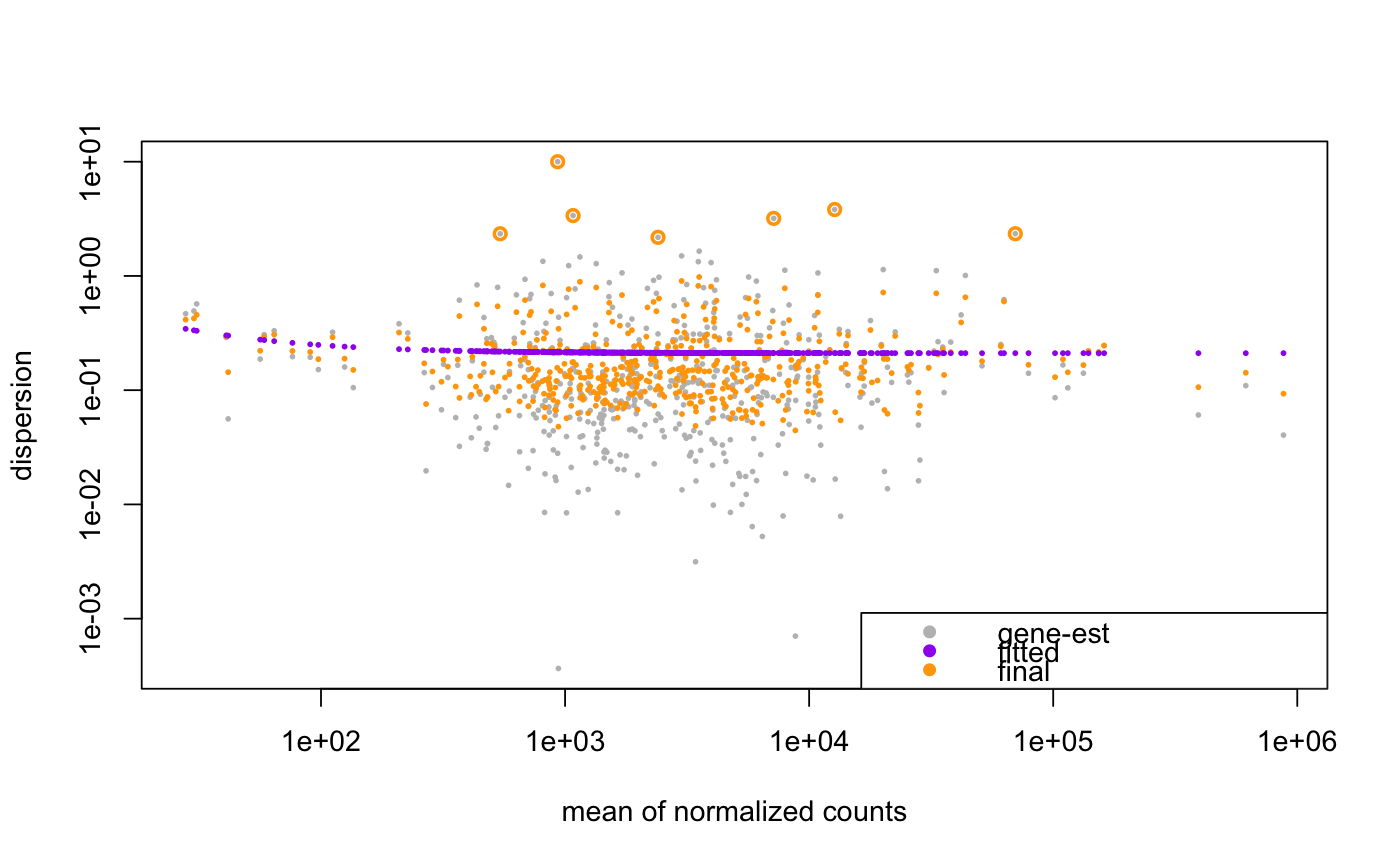 1e+01
1e+00
1e-01
1e-02
1e-03
dispersion
gene-est
fitted
final
1e+02
1e+03
1e+04
1e+05
1e+06
mean of normalized counts